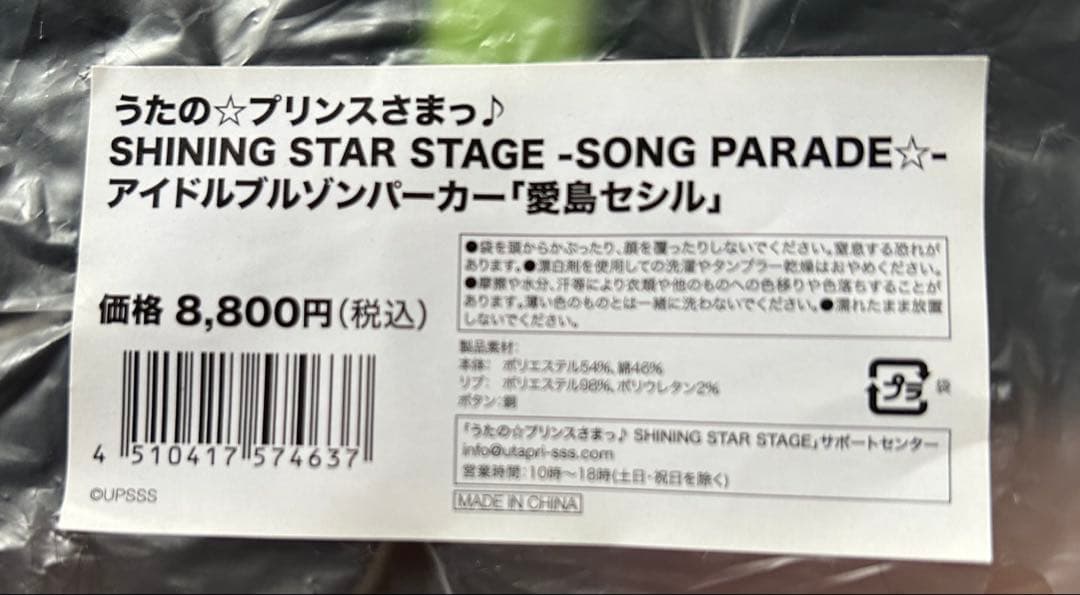 うたの☆プリンスさまっ♪
SHINING STAR STAGE -SONG PARADE☆-
アイドルブルゾンパーカー「愛島セシル」
価格 8,800円(税込)
●袋を頭からかぶったり、顔を覆ったりしないでください。窒息する恐れが
あります。●漂白剤を使用しての洗濯やタンブラー乾燥はおやめください。
●摩擦や水分、汗等により衣類や他のものへの色移りや色落ちすることが
あります。薄い色のものとは一緒に洗わないでください。●濡れたまま放置
しないでください。
製品素材:
本体: ポリエステル54%、綿46%
リブ: ポリエステル98%、ポリウレタン2%
ボタン:銅
プラ 袋
「うたの☆プリンスさまっ♪ SHINING STAR STAGE」サポートセンター
info@utapri-sss.com
営業時間:10時〜18時(土日・祝日を除く)
MADE IN CHINA
4 510417 574637
©UPSSS